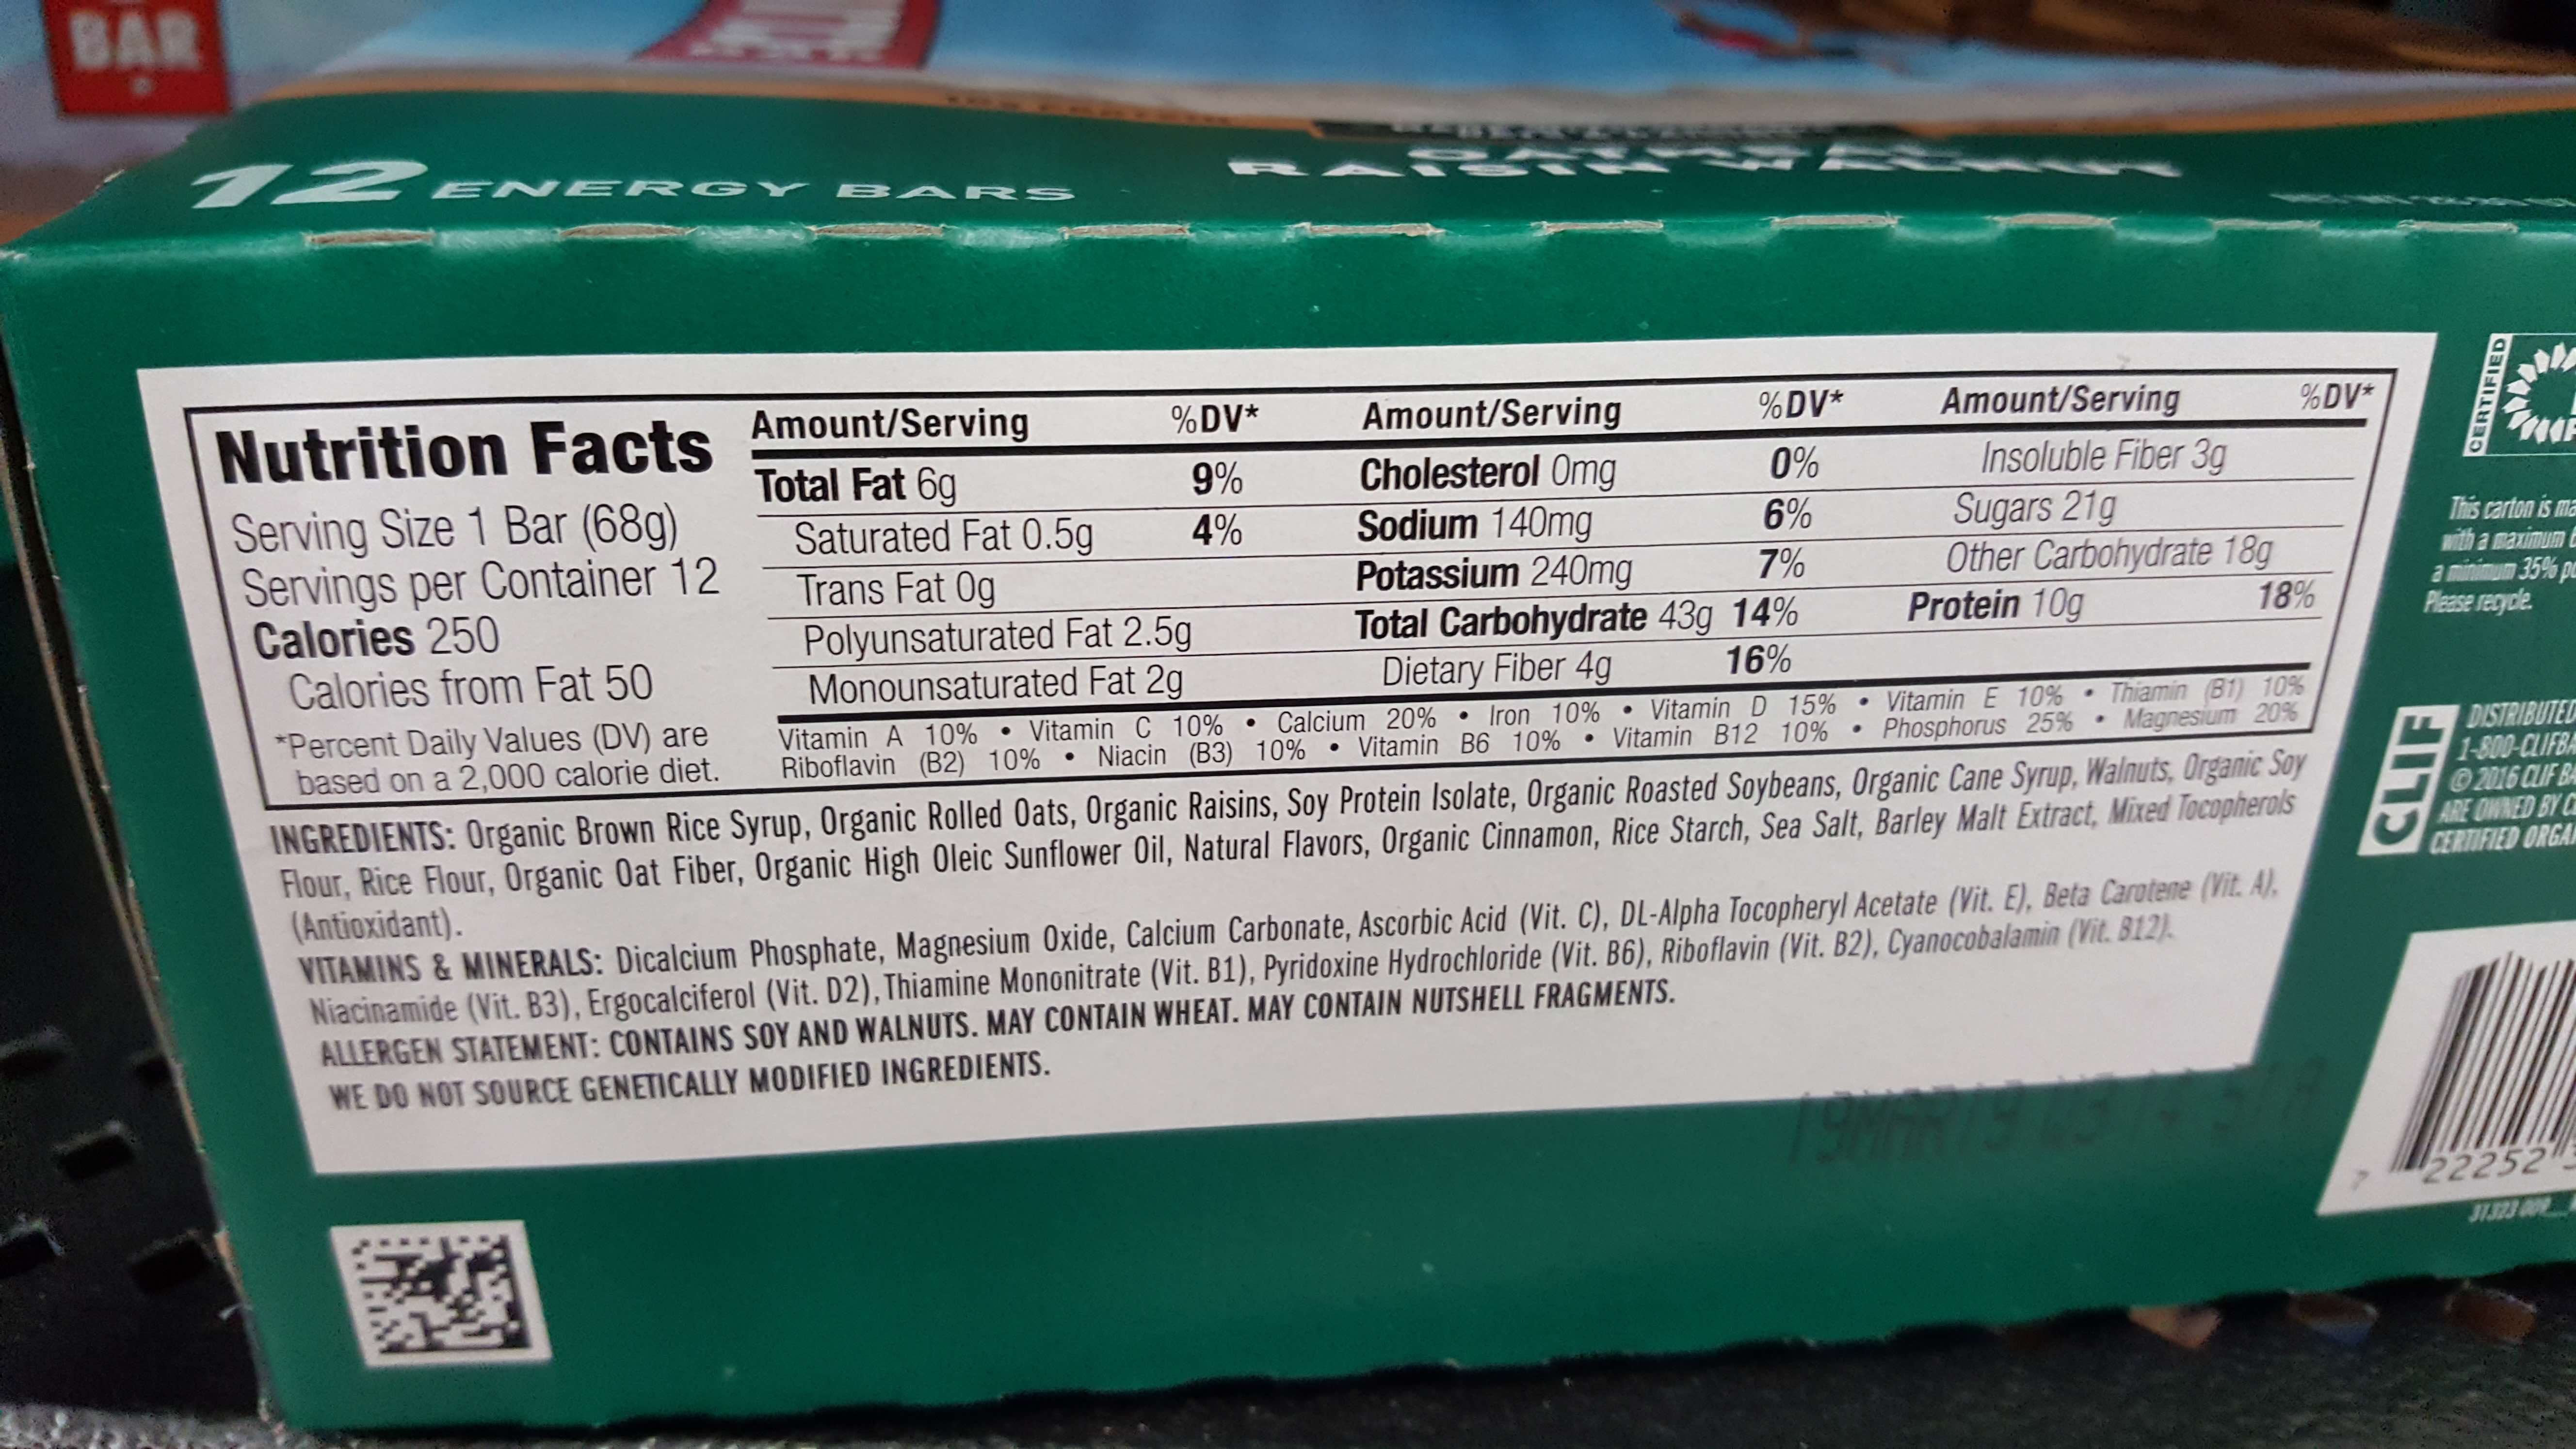 BAR
12 ENERGY BARS
OATMEAL
RAISIN WALNUT
Nutrition Facts
Serving Size 1 Bar (68g)
Servings per Container 12
Calories 250
Calories from Fat 50
*Percent Daily Values (DV) are
based on a 2,000 calorie diet.
Amount/Serving %DV*
Total Fat 6g 9%
Saturated Fat 0.5g 4%
Trans Fat 0g
Polyunsaturated Fat 2.5g
Monounsaturated Fat 2g
Amount/Serving %DV*
Cholesterol 0mg 0%
Sodium 140mg 6%
Potassium 240mg 7%
Total Carbohydrate 43g 14%
Dietary Fiber 4g 16%
Amount/Serving %DV*
Insoluble Fiber 3g
Sugars 21g
Other Carbohydrate 18g
Protein 10g 18%
Vitamin A 10% • Vitamin C 10% • Calcium 20% • Iron 10% • Vitamin D 15% • Vitamin E 10% • Thiamin (B1) 10%
Riboflavin (B2) 10% • Niacin (B3) 10% • Vitamin B6 10% • Vitamin B12 10% • Phosphorus 25% • Magnesium 20%
INGREDIENTS: Organic Brown Rice Syrup, Organic Rolled Oats, Organic Raisins, Soy Protein Isolate, Organic Roasted Soybeans, Organic Cane Syrup, Walnuts, Organic Soy
Flour, Rice Flour, Organic Oat Fiber, Organic High Oleic Sunflower Oil, Natural Flavors, Organic Cinnamon, Rice Starch, Sea Salt, Barley Malt Extract, Mixed Tocopherols
(Antioxidant).
VITAMINS & MINERALS: Dicalcium Phosphate, Magnesium Oxide, Calcium Carbonate, Ascorbic Acid (Vit. C), DL-Alpha Tocopheryl Acetate (Vit. E), Beta Carotene (Vit. A),
Niacinamide (Vit. B3), Ergocalciferol (Vit. D2), Thiamine Mononitrate (Vit. B1), Pyridoxine Hydrochloride (Vit. B6), Riboflavin (Vit. B2), Cyanocobalamin (Vit. B12).
ALLERGEN STATEMENT: CONTAINS SOY AND WALNUTS. MAY CONTAIN WHEAT. MAY CONTAIN NUTSHELL FRAGMENTS.
WE DO NOT SOURCE GENETICALLY MODIFIED INGREDIENTS.
19MAR19
CERTIFIED
This carton is
with a maximum
a minimum 35%
Please recycle.
CLIF
DISTRIBUTED
1-800-CLIFBA
© 2016 CLIF
ARE OWNED BY
CERTIFIED
7 22252
31323